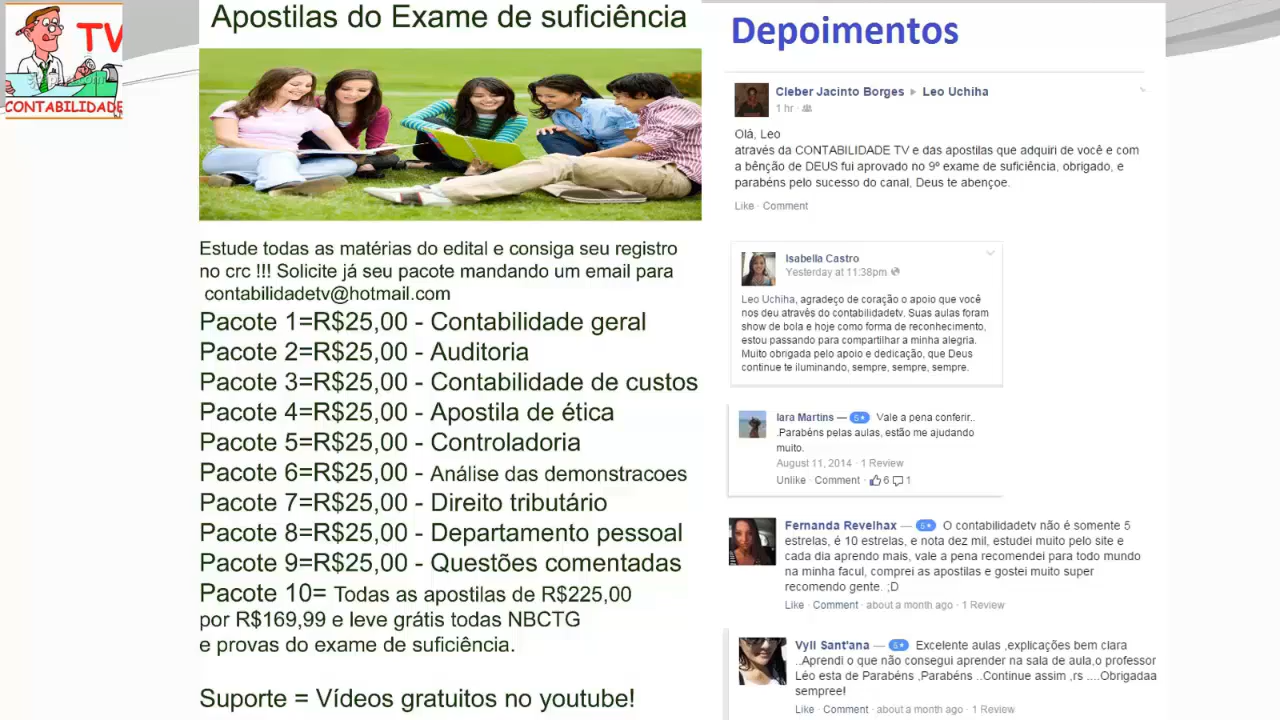 TV
CONTABILIDADE
Apostilas do Exame de suficiência
Estude todas as matérias do edital e consiga seu registro
no crc !!! Solicite já seu pacote mandando um email para
contabilidadetv@hotmail.com
Pacote 1=R$25,00 - Contabilidade geral
Pacote 2=R$25,00 - Auditoria
Pacote 3=R$25,00 - Contabilidade de custos
Pacote 4=R$25,00 - Apostila de ética
Pacote 5=R$25,00 - Controladoria
Pacote 6=R$25,00 - Análise das demonstracoes
Pacote 7=R$25,00 - Direito tributário
Pacote 8=R$25,00 - Departamento pessoal
Pacote 9=R$25,00 - Questões comentadas
Pacote 10= Todas as apostilas de R$225,00
por R$169,99 e leve grátis todas NBCTG
e provas do exame de suficiência.
Suporte = Vídeos gratuitos no youtube!
Depoimentos
Cleber Jacinto Borges ▸ Leo Uchiha
1 hr ·
Olá, Leo
através da CONTABILIDADE TV e das apostilas que adquiri de você e com
a bênção de DEUS fui aprovado no 9º exame de suficiência, obrigado, e
parabéns pelo sucesso do canal, Deus te abençoe.
Like · Comment
Isabella Castro
Yesterday at 11:38pm
Leo Uchiha, agradeço de coração o apoio que você
nos deu através do contabilidadetv. Suas aulas foram
show de bola e hoje como forma de reconhecimento,
estou passando para compartilhar a minha alegria.
Muito obrigada pelo apoio e dedicação, que Deus
continue te iluminando, sempre, sempre, sempre.
Iara Martins — 5★ Vale a pena conferir..
.Parabéns pelas aulas, estão me ajudando
muito.
August 11, 2014 · 1 Review
Unlike · Comment · 6 1
Fernanda Revelhax — 5★ O contabilidadetv não é somente 5
estrelas, é 10 estrelas, e nota dez mil, estudei muito pelo site e
cada dia aprendo mais, vale a pena recomendei para todo mundo
na minha facul, comprei as apostilas e gostei muito super
recomendo gente. ;D
Like · Comment · about a month ago · 1 Review
Vyll Sant'ana — 5★ Excelente aulas ,explicações bem clara
..Aprendi o que não consegui aprender na sala de aula,o professor
Léo esta de Parabéns ,Parabéns ..Continue assim ,rs ....Obrigadaa
sempree!
Like · Comment · about a month ago · 1 Review